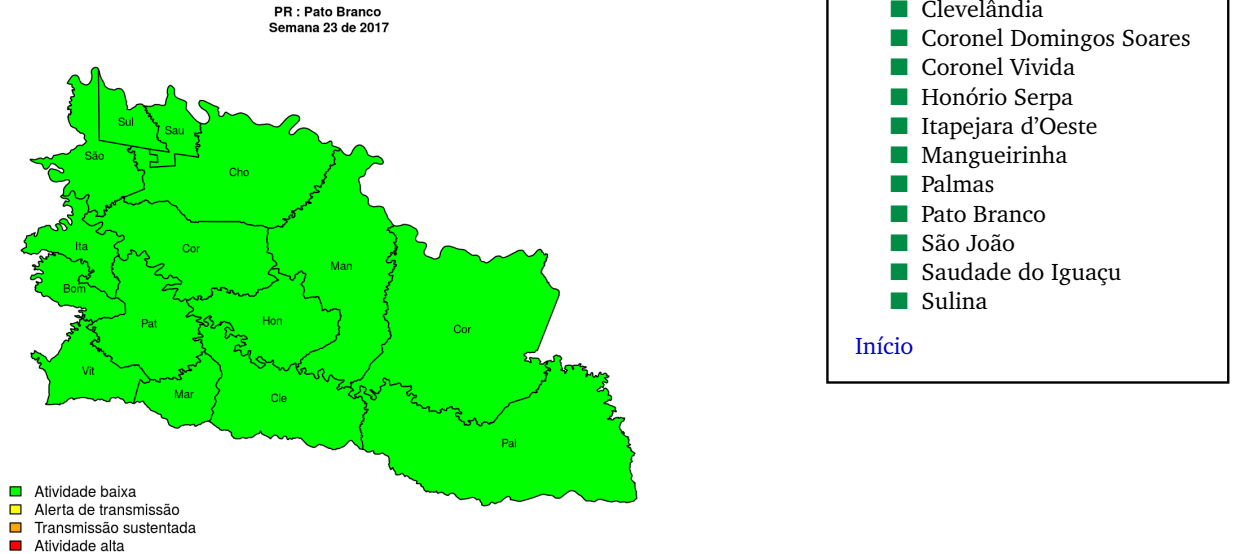 PR : Pato Branco
Semana 23 de 2017
Sul
Sau
São
Cho
Ita
Cor
Man
Bom
Pat
Hon
Cor
Vit
Mar
Cle
Pal
Atividade baixa
Alerta de transmissão
Transmissão sustentada
Atividade alta
Clevelândia
Coronel Domingos Soares
Coronel Vivida
Honório Serpa
Itapejara d’Oeste
Mangueirinha
Palmas
Pato Branco
São João
Saudade do Iguaçu
Sulina
Início